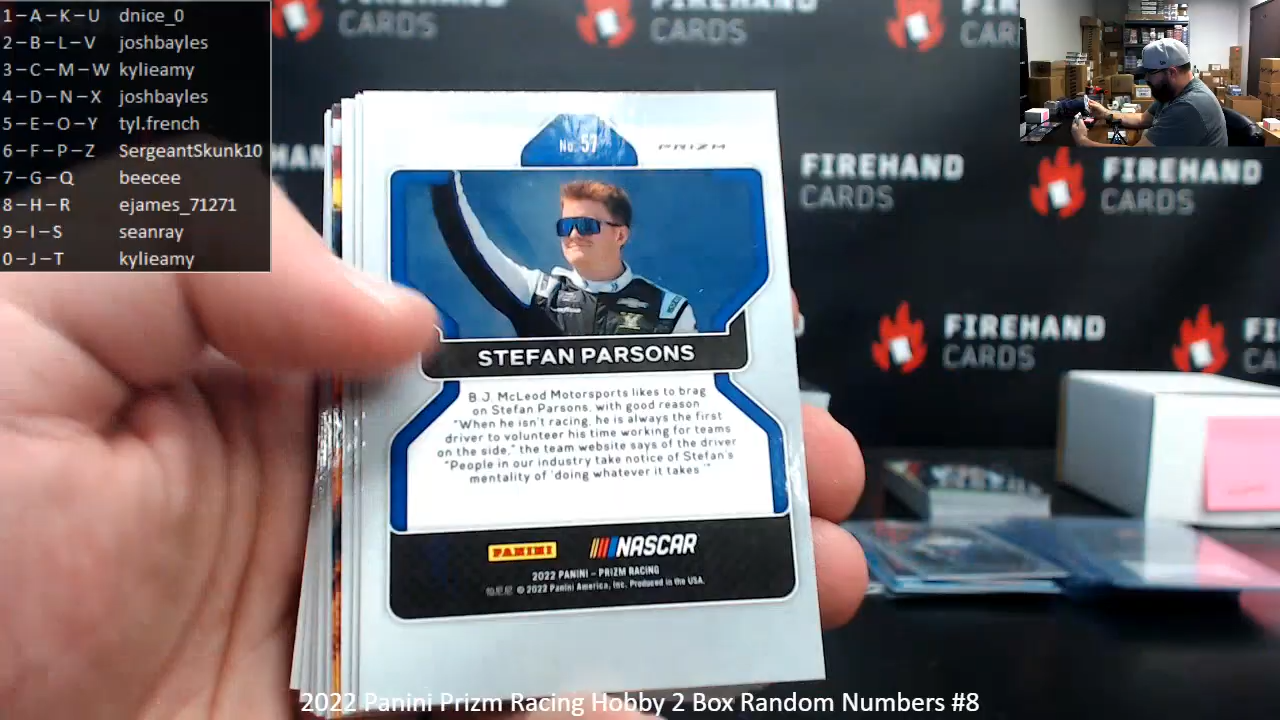 1-A-K-U dnice_0
2-B-L-V joshbayles
3-C-M-W kylieamy
4-D-N-X joshbayles
5-E-O-Y tyl.french
6-F-P-Z SergeantSkunk10
7-G-Q beecee
8-H-R ejames_71271
9-I-S seanray
0-J-T kylieamy
CARDS
CARDS
CAR
No. 57
PRIZM
FIREHAND
CARDS
FIREHAND
CARDS
STEFAN PARSONS
B.J. McLeod Motorsports likes to brag
on Stefan Parsons, with good reason.
"When he isn't racing, he is always the first
driver to volunteer his time working for teams
on the side," the team website says of the driver
"People in our industry take notice of Stefan's
mentality of 'doing whatever it takes.'"
FIREHAND
CARDS
FI
CA
PANINI
NASCAR
2022 PANINI – PRIZM RACING
© 2022 Panini America, Inc. Produced in the USA.
2022 Panini Prizm Racing Hobby 2 Box Random Numbers #8